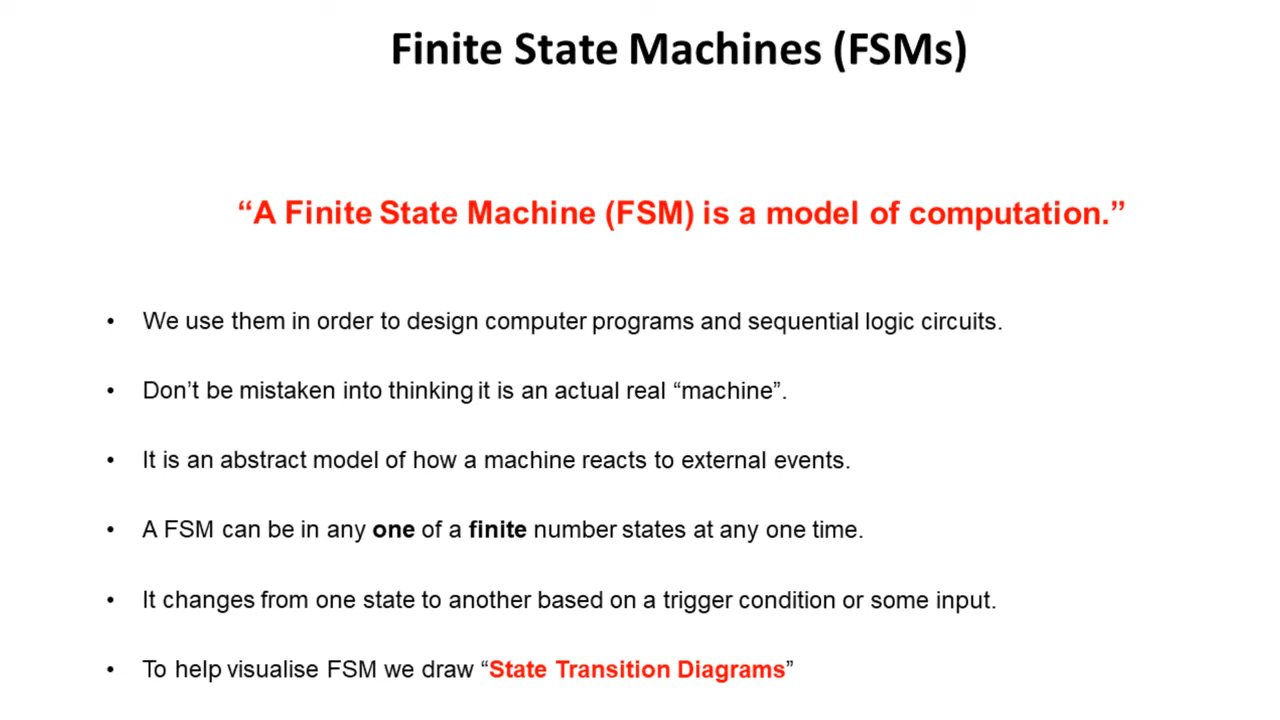 Finite State Machines (FSMs)
“A Finite State Machine (FSM) is a model of computation.”
• We use them in order to design computer programs and sequential logic circuits.
• Don’t be mistaken into thinking it is an actual real “machine”.
• It is an abstract model of how a machine reacts to external events.
• A FSM can be in any one of a finite number states at any one time.
• It changes from one state to another based on a trigger condition or some input.
• To help visualise FSM we draw “State Transition Diagrams”